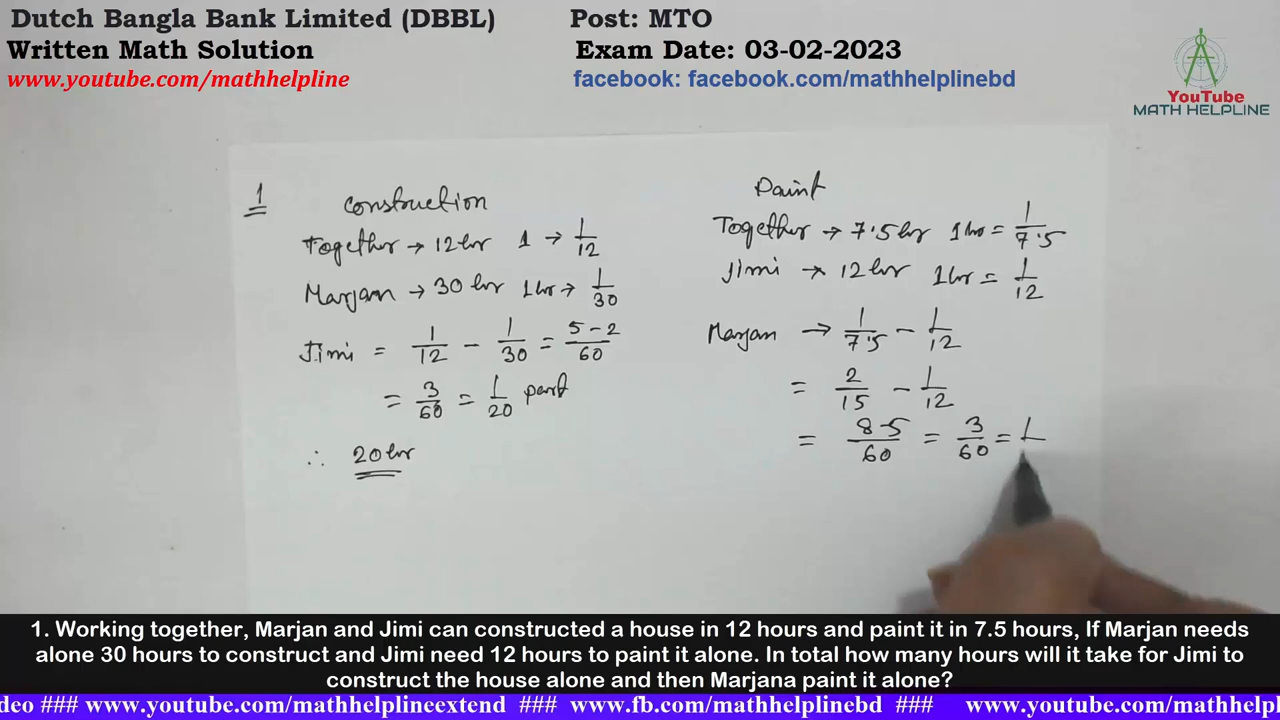 Dutch Bangla Bank Limited (DBBL) Post: MTO
Written Math Solution Exam Date: 03-02-2023
www.youtube.com/mathhelpline facebook: facebook.com/mathhelplinebd
YouTube
MATH HELPLINE
1 construction
Together → 12 hr 1 → 1/12
Marjan → 30 hr 1 hr → 1/30
Jimi = 1/12 - 1/30 = 5-2/60
= 3/60 = 1/20 part
∴ 20 hr
Paint
Together → 7.5 hr 1 hr = 1/7.5
Jimi → 12 hr 1 hr = 1/12
Marjan → 1/7.5 - 1/12
= 2/15 - 1/12
= 8-5/60 = 3/60 = 1
1. Working together, Marjan and Jimi can constructed a house in 12 hours and paint it in 7.5 hours, If Marjan needs
alone 30 hours to construct and Jimi need 12 hours to paint it alone. In total how many hours will it take for Jimi to
construct the house alone and then Marjana paint it alone?
deo ### www.youtube.com/mathhelplineextend ### www.fb.com/mathhelplinebd ### www.youtube.com/mathhelpl